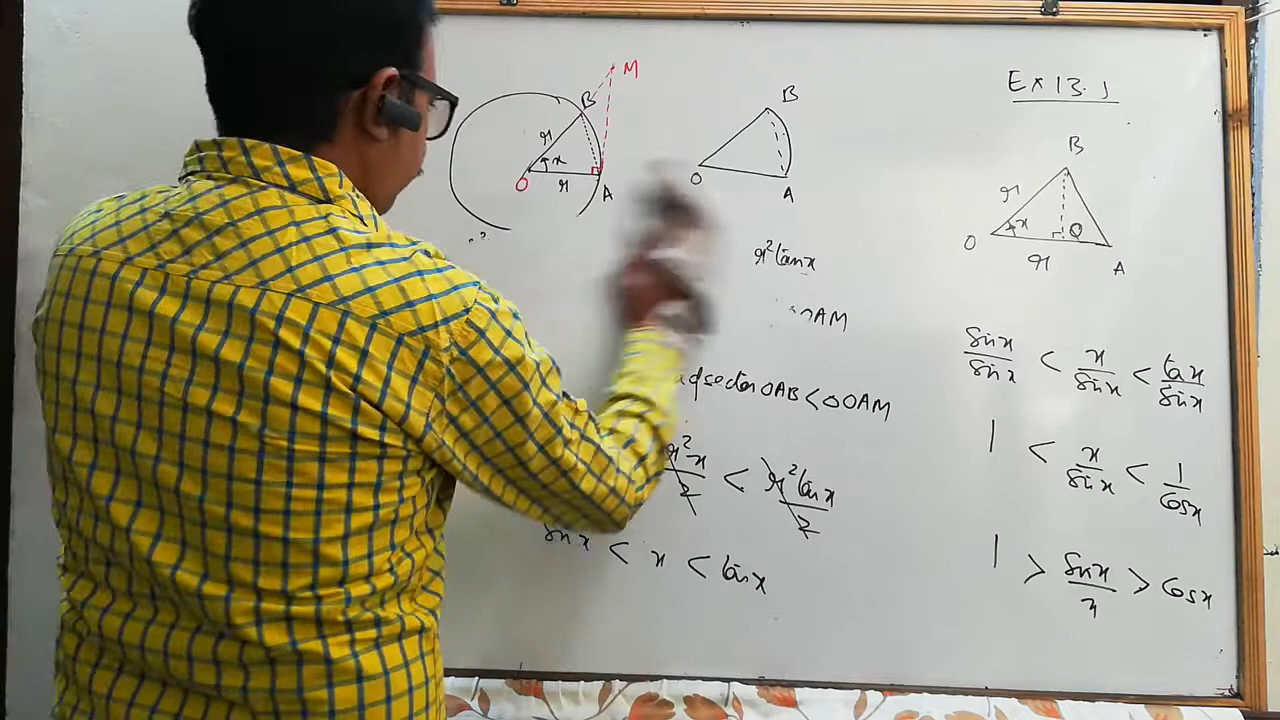 Ex 13.1
M
B
r
x
O
r
A
B
O
A
B
r
x
O
Q
r
A
r²tanx
OAM
sector OAB < △OAM
r²x/2 < r²tanx/2
sinx < x < tanx
sinx/sinx < x/sinx < tanx/sinx
1 < x/sinx < 1/cosx
1 > sinx/x > cosx